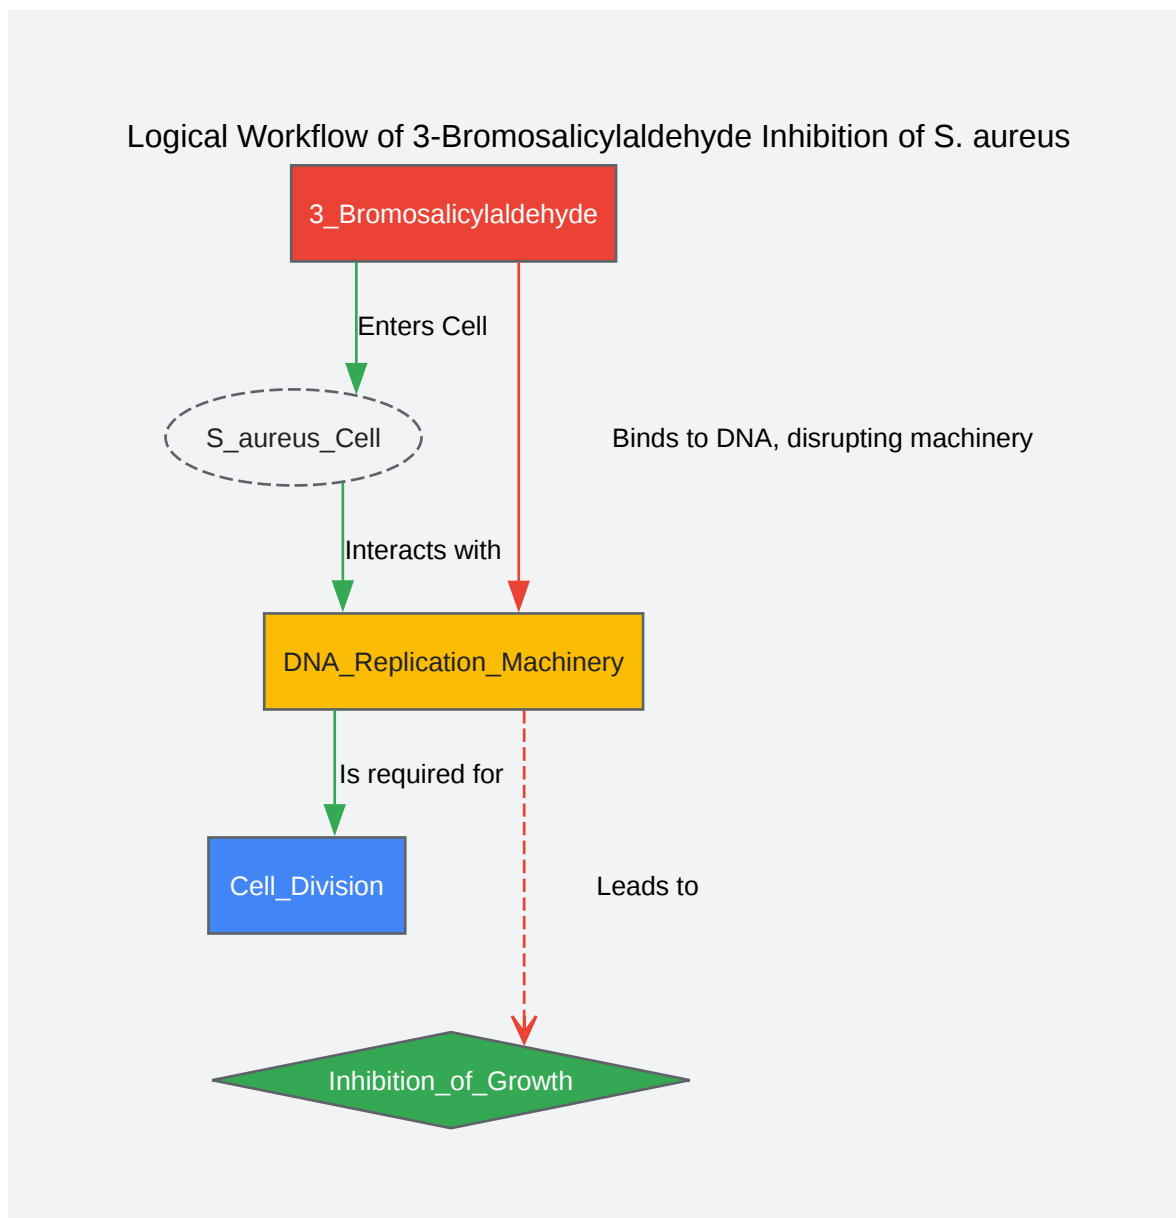 Logical Workflow of 3-Bromosalicylaldehyde Inhibition of S. aureus
3_Bromosalicylaldehyde
Enters Cell
S_aureus_Cell
Binds to DNA, disrupting machinery
Interacts with
DNA_Replication_Machinery
Is required for
Cell_Division
Leads to
Inhibition_of_Growth